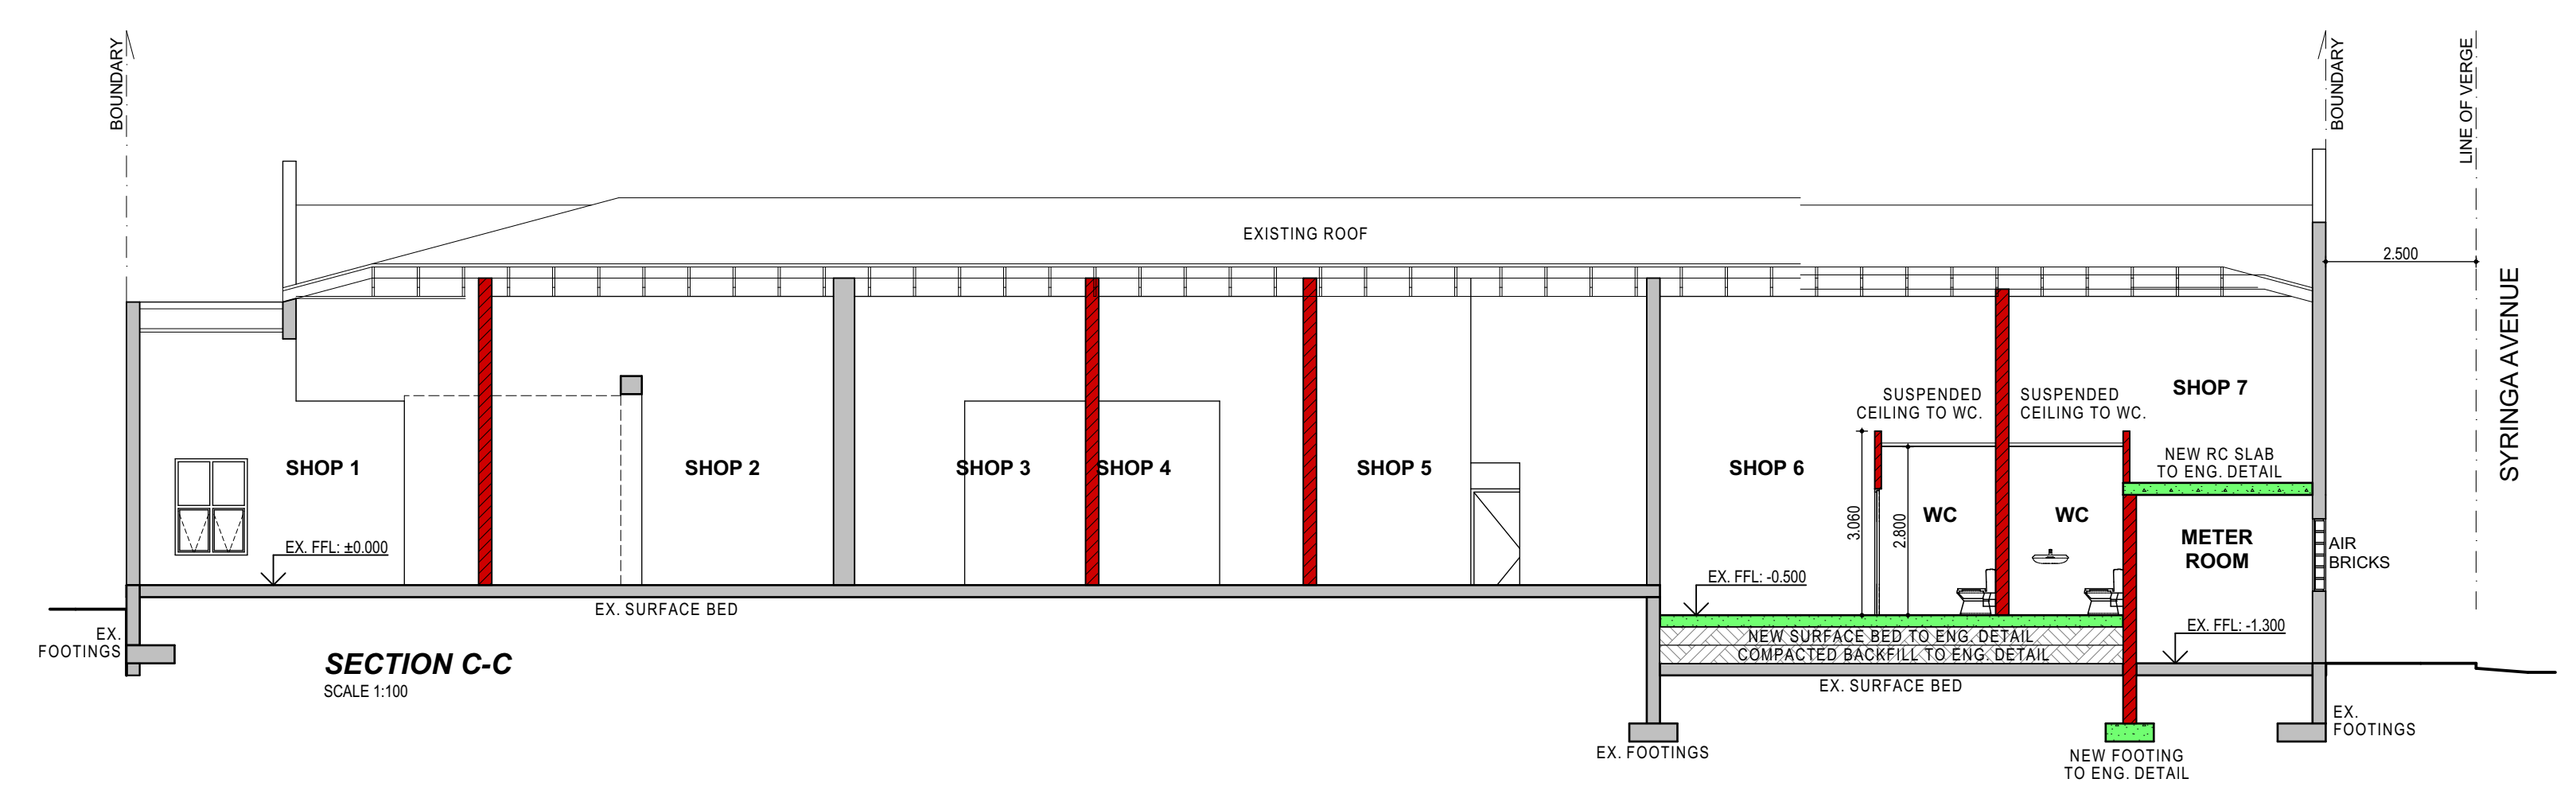 BOUNDARY
BOUNDARY
LINE OF VERGE
EXISTING ROOF
2.500
SYRINGA AVENUE
SUSPENDED
CEILING TO WC.
SUSPENDED
CEILING TO WC.
SHOP 7
SHOP 1
SHOP 2
SHOP 3
SHOP 4
SHOP 5
SHOP 6
NEW RC SLAB
TO ENG. DETAIL
3.060
2.800
WC
WC
METER
ROOM
AIR
BRICKS
EX. FFL: ±0.000
EX. FFL: -0.500
EX. SURFACE BED
EX. FFL: -1.300
EX.
FOOTINGS
NEW SURFACE BED TO ENG. DETAIL
COMPACTED BACKFILL TO ENG. DETAIL
SECTION C-C
SCALE 1:100
EX. SURFACE BED
EX.
FOOTINGS
EX. FOOTINGS
NEW FOOTING
TO ENG. DETAIL